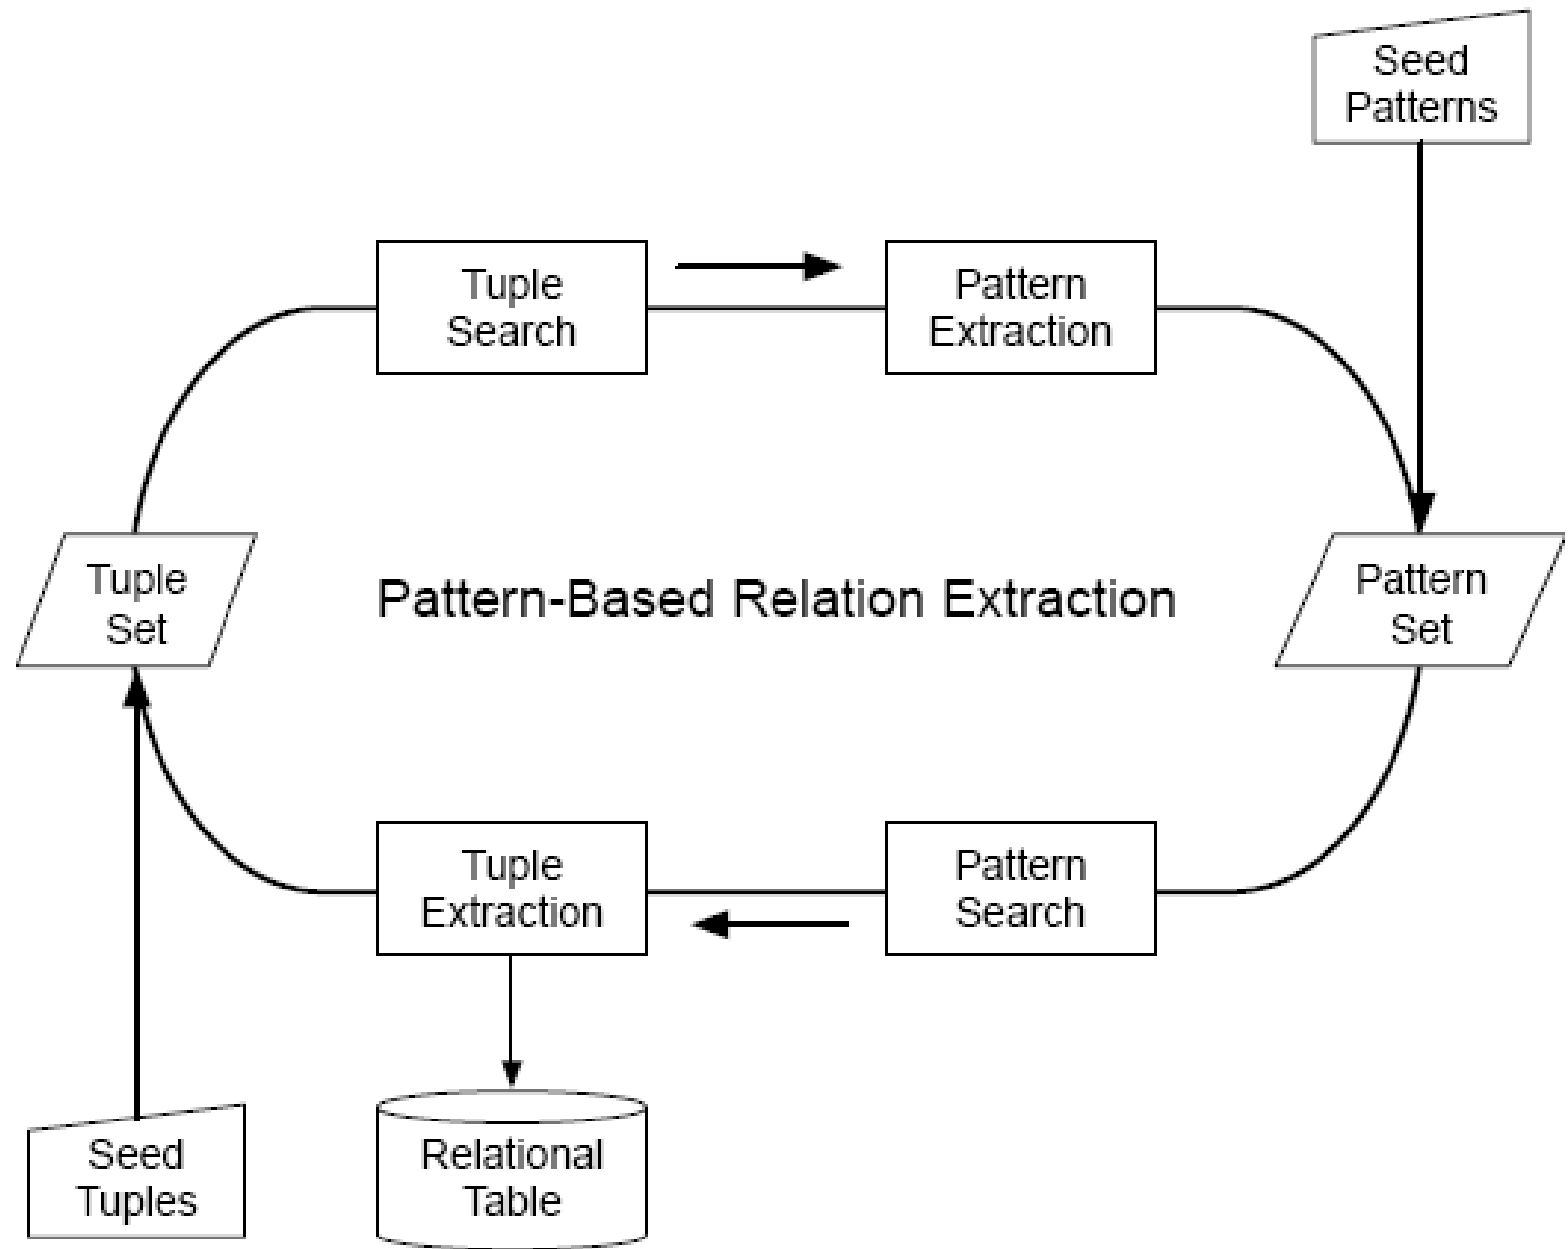 Seed
Patterns
Tuple
Search
Pattern
Extraction
Tuple
Set
Pattern-Based Relation Extraction
Pattern
Set
Tuple
Extraction
Pattern
Search
Seed
Tuples
Relational
Table